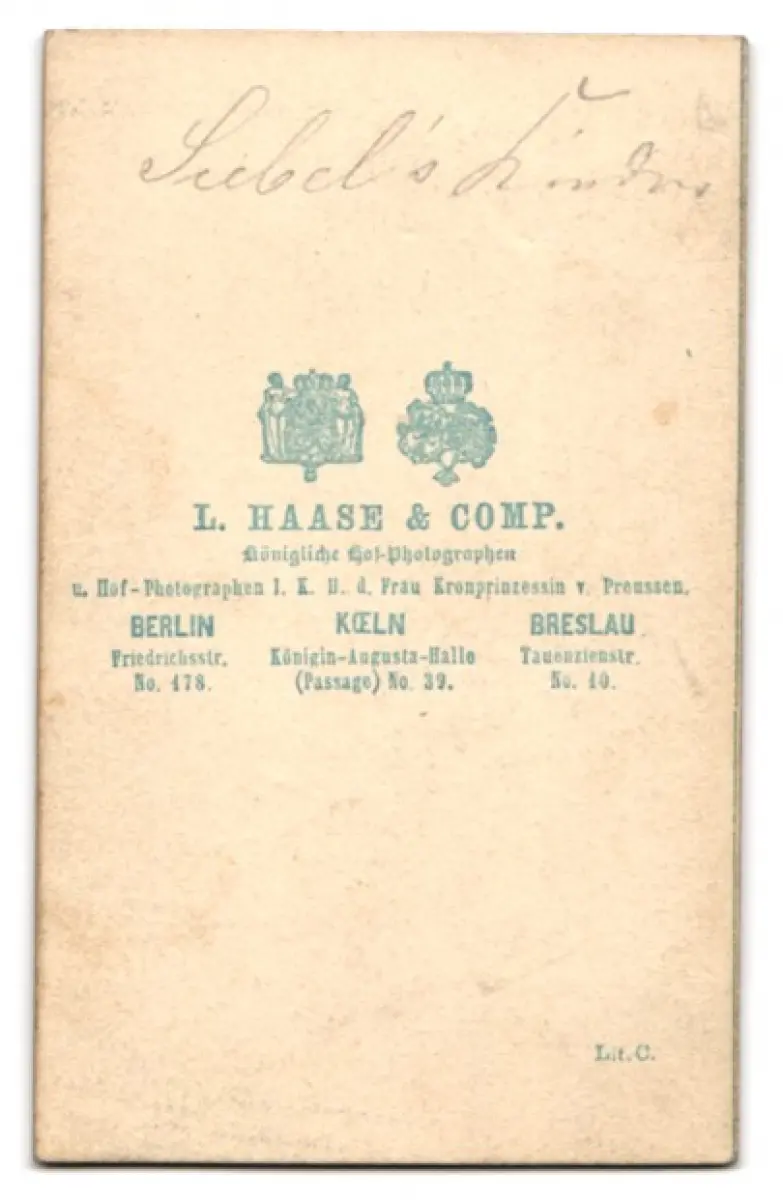 Siebel's Kinder
L. HAASE & COMP.
Königliche Hof-Photographen
u. Hof-Photographen I. K. H. d. Frau Kronprinzessin v. Preussen.
BERLIN KŒLN BRESLAU
Friedrichsstr. Königin-Augusta-Halle Tauenzienstr.
No. 178. (Passage) No. 39. No. 10.
Lit. C.